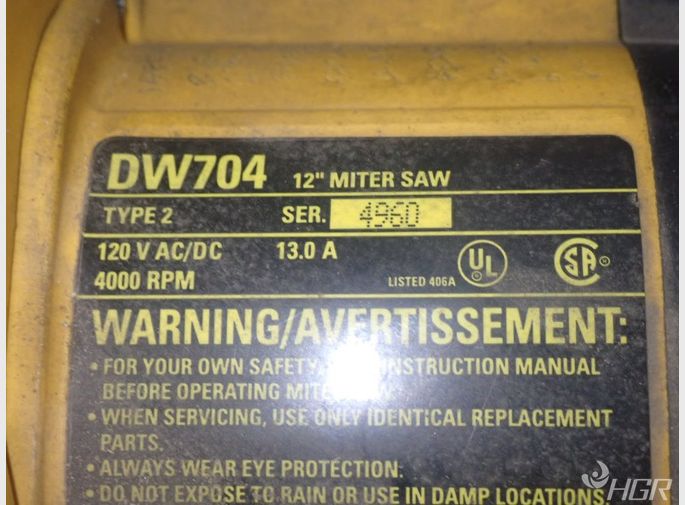 DW704 12" MITER SAW
TYPE 2 SER. 4960
120 V AC/DC 13.0 A
4000 RPM LISTED 406A UL SA
WARNING/AVERTISSEMENT:
• FOR YOUR OWN SAFETY, INSTRUCTION MANUAL
BEFORE OPERATING MITER
• WHEN SERVICING, USE ONLY IDENTICAL REPLACEMENT
PARTS.
• ALWAYS WEAR EYE PROTECTION.
• DO NOT EXPOSE TO RAIN OR USE IN DAMP LOCATIONS.
HGR